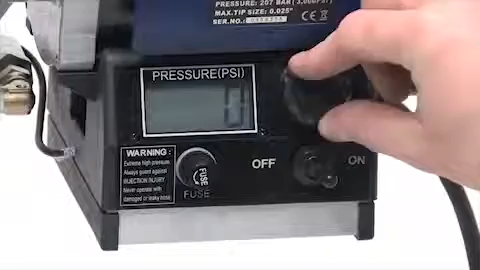 PRESSURE: 207 BAR (3,000PSI)
MAX.TIP SIZE: 0.025"
SER.NO.: CE
PRESSURE(PSI)
0
WARNING:
Extreme high pressure.
Always guard against
INJECTION INJURY.
Never operate with
damaged or leaky hose.
FUSE
FUSE
OFF
ON